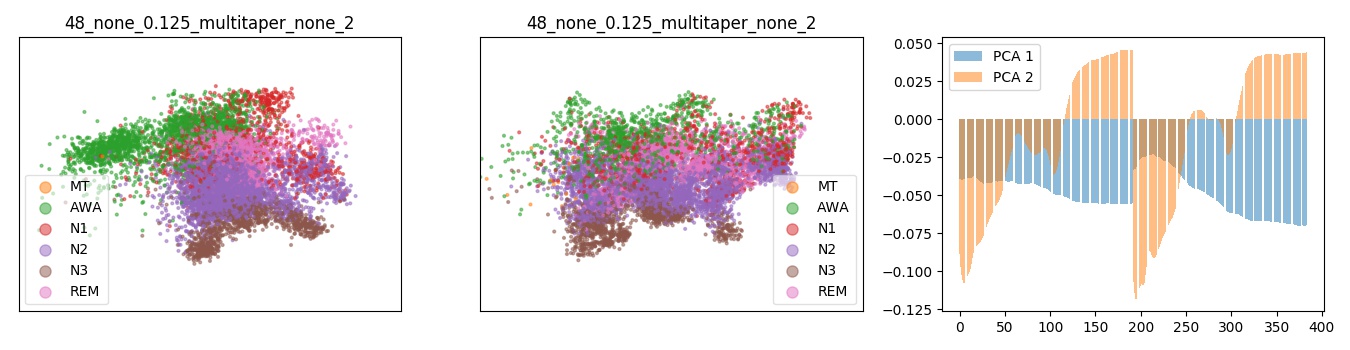 48_none_0.125_multitaper_none_2
MT
AWA
N1
N2
N3
REM
48_none_0.125_multitaper_none_2
MT
AWA
N1
N2
N3
REM
PCA 1
PCA 2
0.050
0.025
0.000
−0.025
−0.050
−0.075
−0.100
−0.125
0 50 100 150 200 250 300 350 400